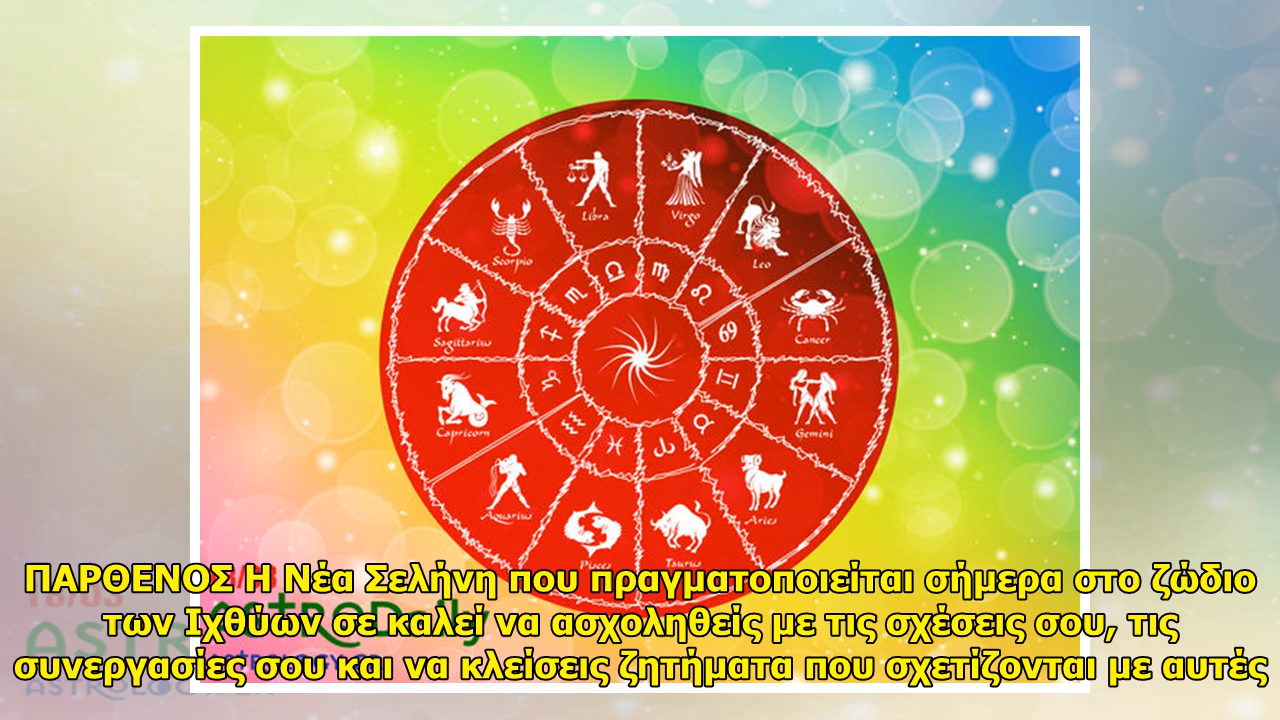 Libra
Virgo
Scorpio
Leo
Sagittarius
Cancer
Capricorn
Gemini
Aquarius
Aries
Pisces
Taurus
ΠΑΡΘΕΝΟΣ Η Νέα Σελήνη που πραγματοποιείται σήμερα στο ζώδιο
των Ιχθύων σε καλεί να ασχοληθείς με τις σχέσεις σου, τις
συνεργασίες σου και να κλείσεις ζητήματα που σχετίζονται με αυτές